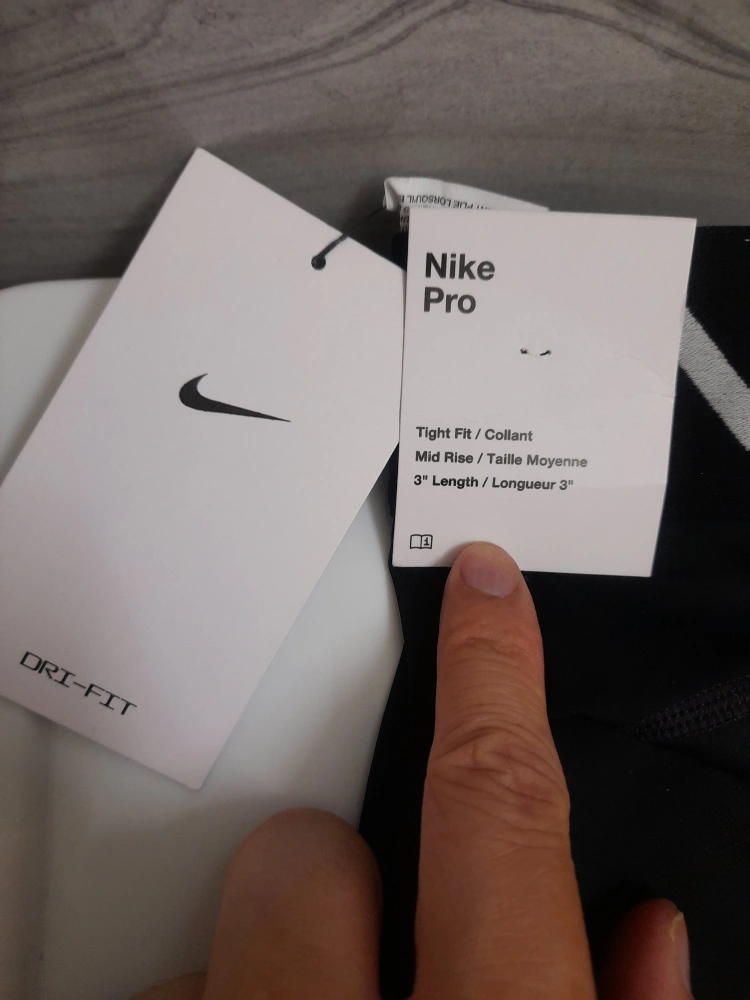 Nike
Pro
Tight Fit / Collant
Mid Rise / Taille Moyenne
3" Length / Longueur 3"
DRI-FIT